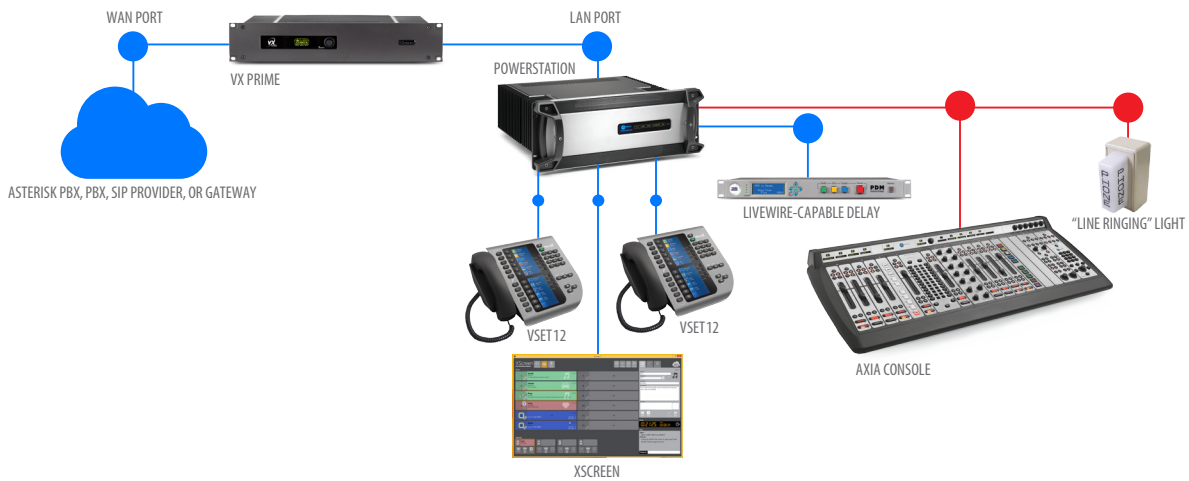 WAN PORT
LAN PORT
VX PRIME
POWERSTATION
ASTERISK PBX, PBX, SIP PROVIDER, OR GATEWAY
PDM
LIVEWIRE-CAPABLE DELAY
"LINE RINGING" LIGHT
VSET12
VSET12
AXIA CONSOLE
XSCREEN